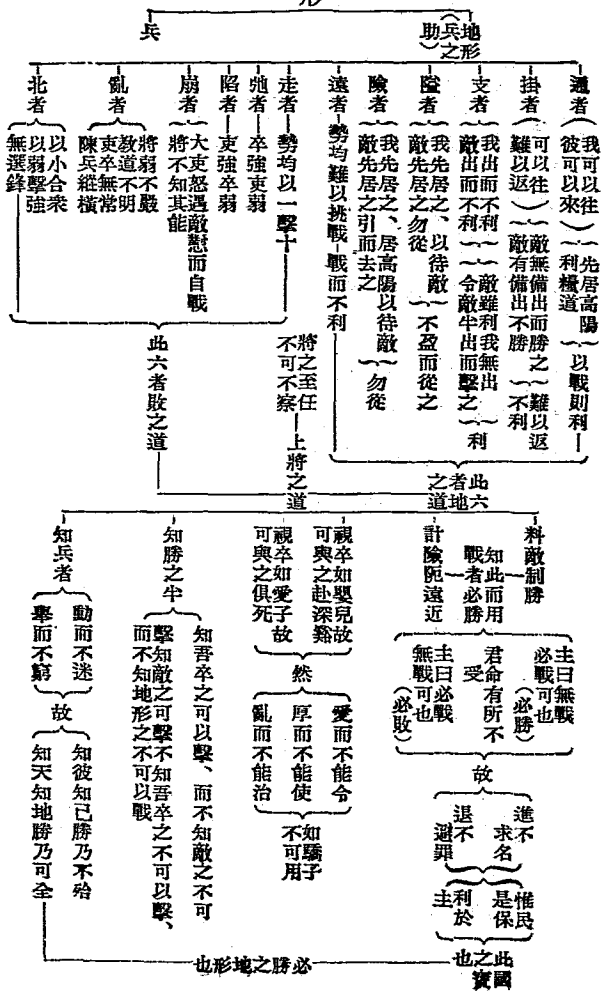 地形
(兵之
助)
兵
通者
我可以往
彼可以來
先居高陽
利糧道
以戰則利
掛者
可以往
難以返
敵無備出而勝之
敵有備出不勝
難以返
不利
支者
我出而不利
敵出而不利
敵雖利我無出
令敵半出而擊之
利
隘者
我先居之、以待敵
敵先居之勿從
不盈而從之
險者
我先居之、居高陽以待敵
敵先居之引而去之
勿從
遠者
勢均難以挑戰
戰而不利
此六
者地
之道
走者
勢均以一擊十
弛者
卒強吏弱
陷者
吏強卒弱
崩者
大吏怒遇敵懟而自戰
將不知其能
亂者
將弱不嚴
教道不明
吏卒無常
陳兵縱橫
北者
以小合衆
以弱擊強
無選鋒
此六者敗之道
將之至任
不可不察
上將之道
料敵制勝
計險阨遠近
知此而用
戰者必勝
主曰無戰
必戰可也
(必勝)
君命有所不
受
主曰必戰
無戰可也
(必敗)
故
進不
求名
退不
避罪
惟民
是保
利於
主
此國
之寶
也
視卒如嬰兒故
可與之赴深谿
視卒如愛子故
可與之俱死
然
愛而不能令
厚而不能使
亂而不能治
如驕子
不可用
知勝之半
知吾卒之可以擊、而不知敵之不可
擊知敵之可擊不知吾卒之不可以擊、
而不知地形之不可以戰
知兵者
動而不迷
舉而不窮
故
知彼知己勝乃不殆
知天知地勝乃可全
必勝之地形也